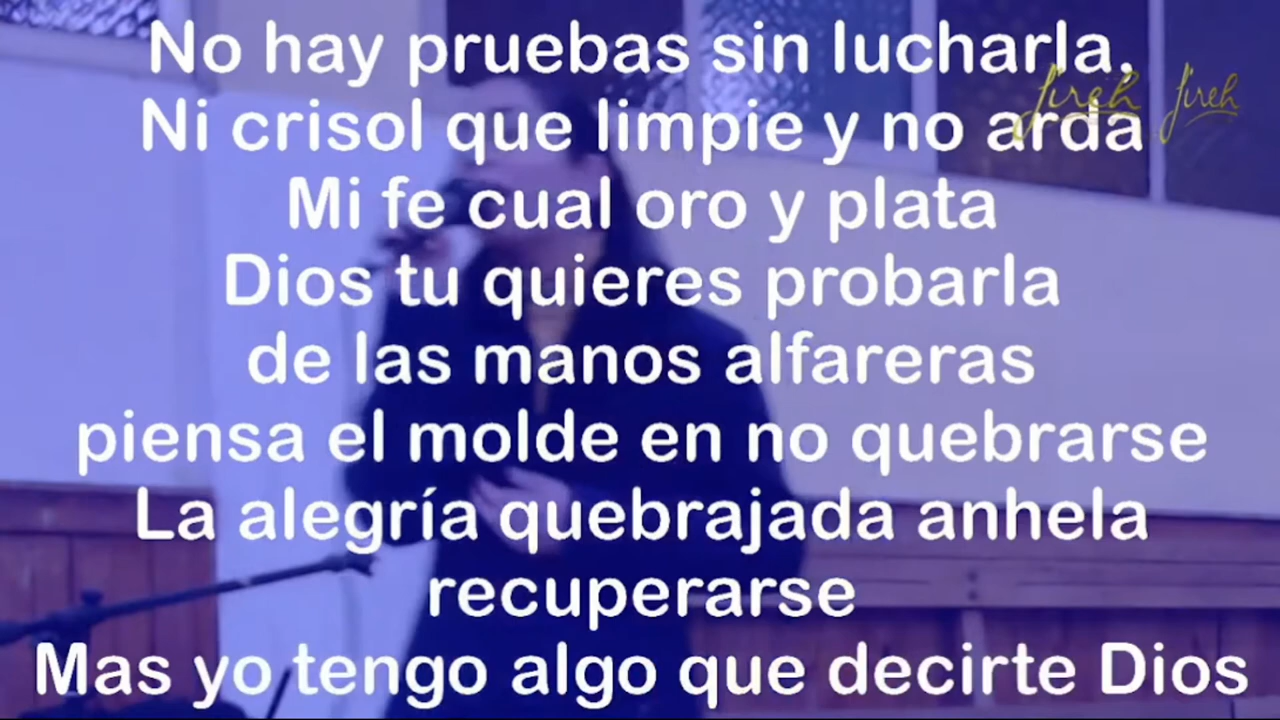 No hay pruebas sin lucharla.
Jireh Jireh
Ni crisol que limpie y no arda
Mi fe cual oro y plata
Dios tu quieres probarla
de las manos alfareras
piensa el molde en no quebrarse
La alegría quebrajada anhela
recuperarse
Mas yo tengo algo que decirte Dios